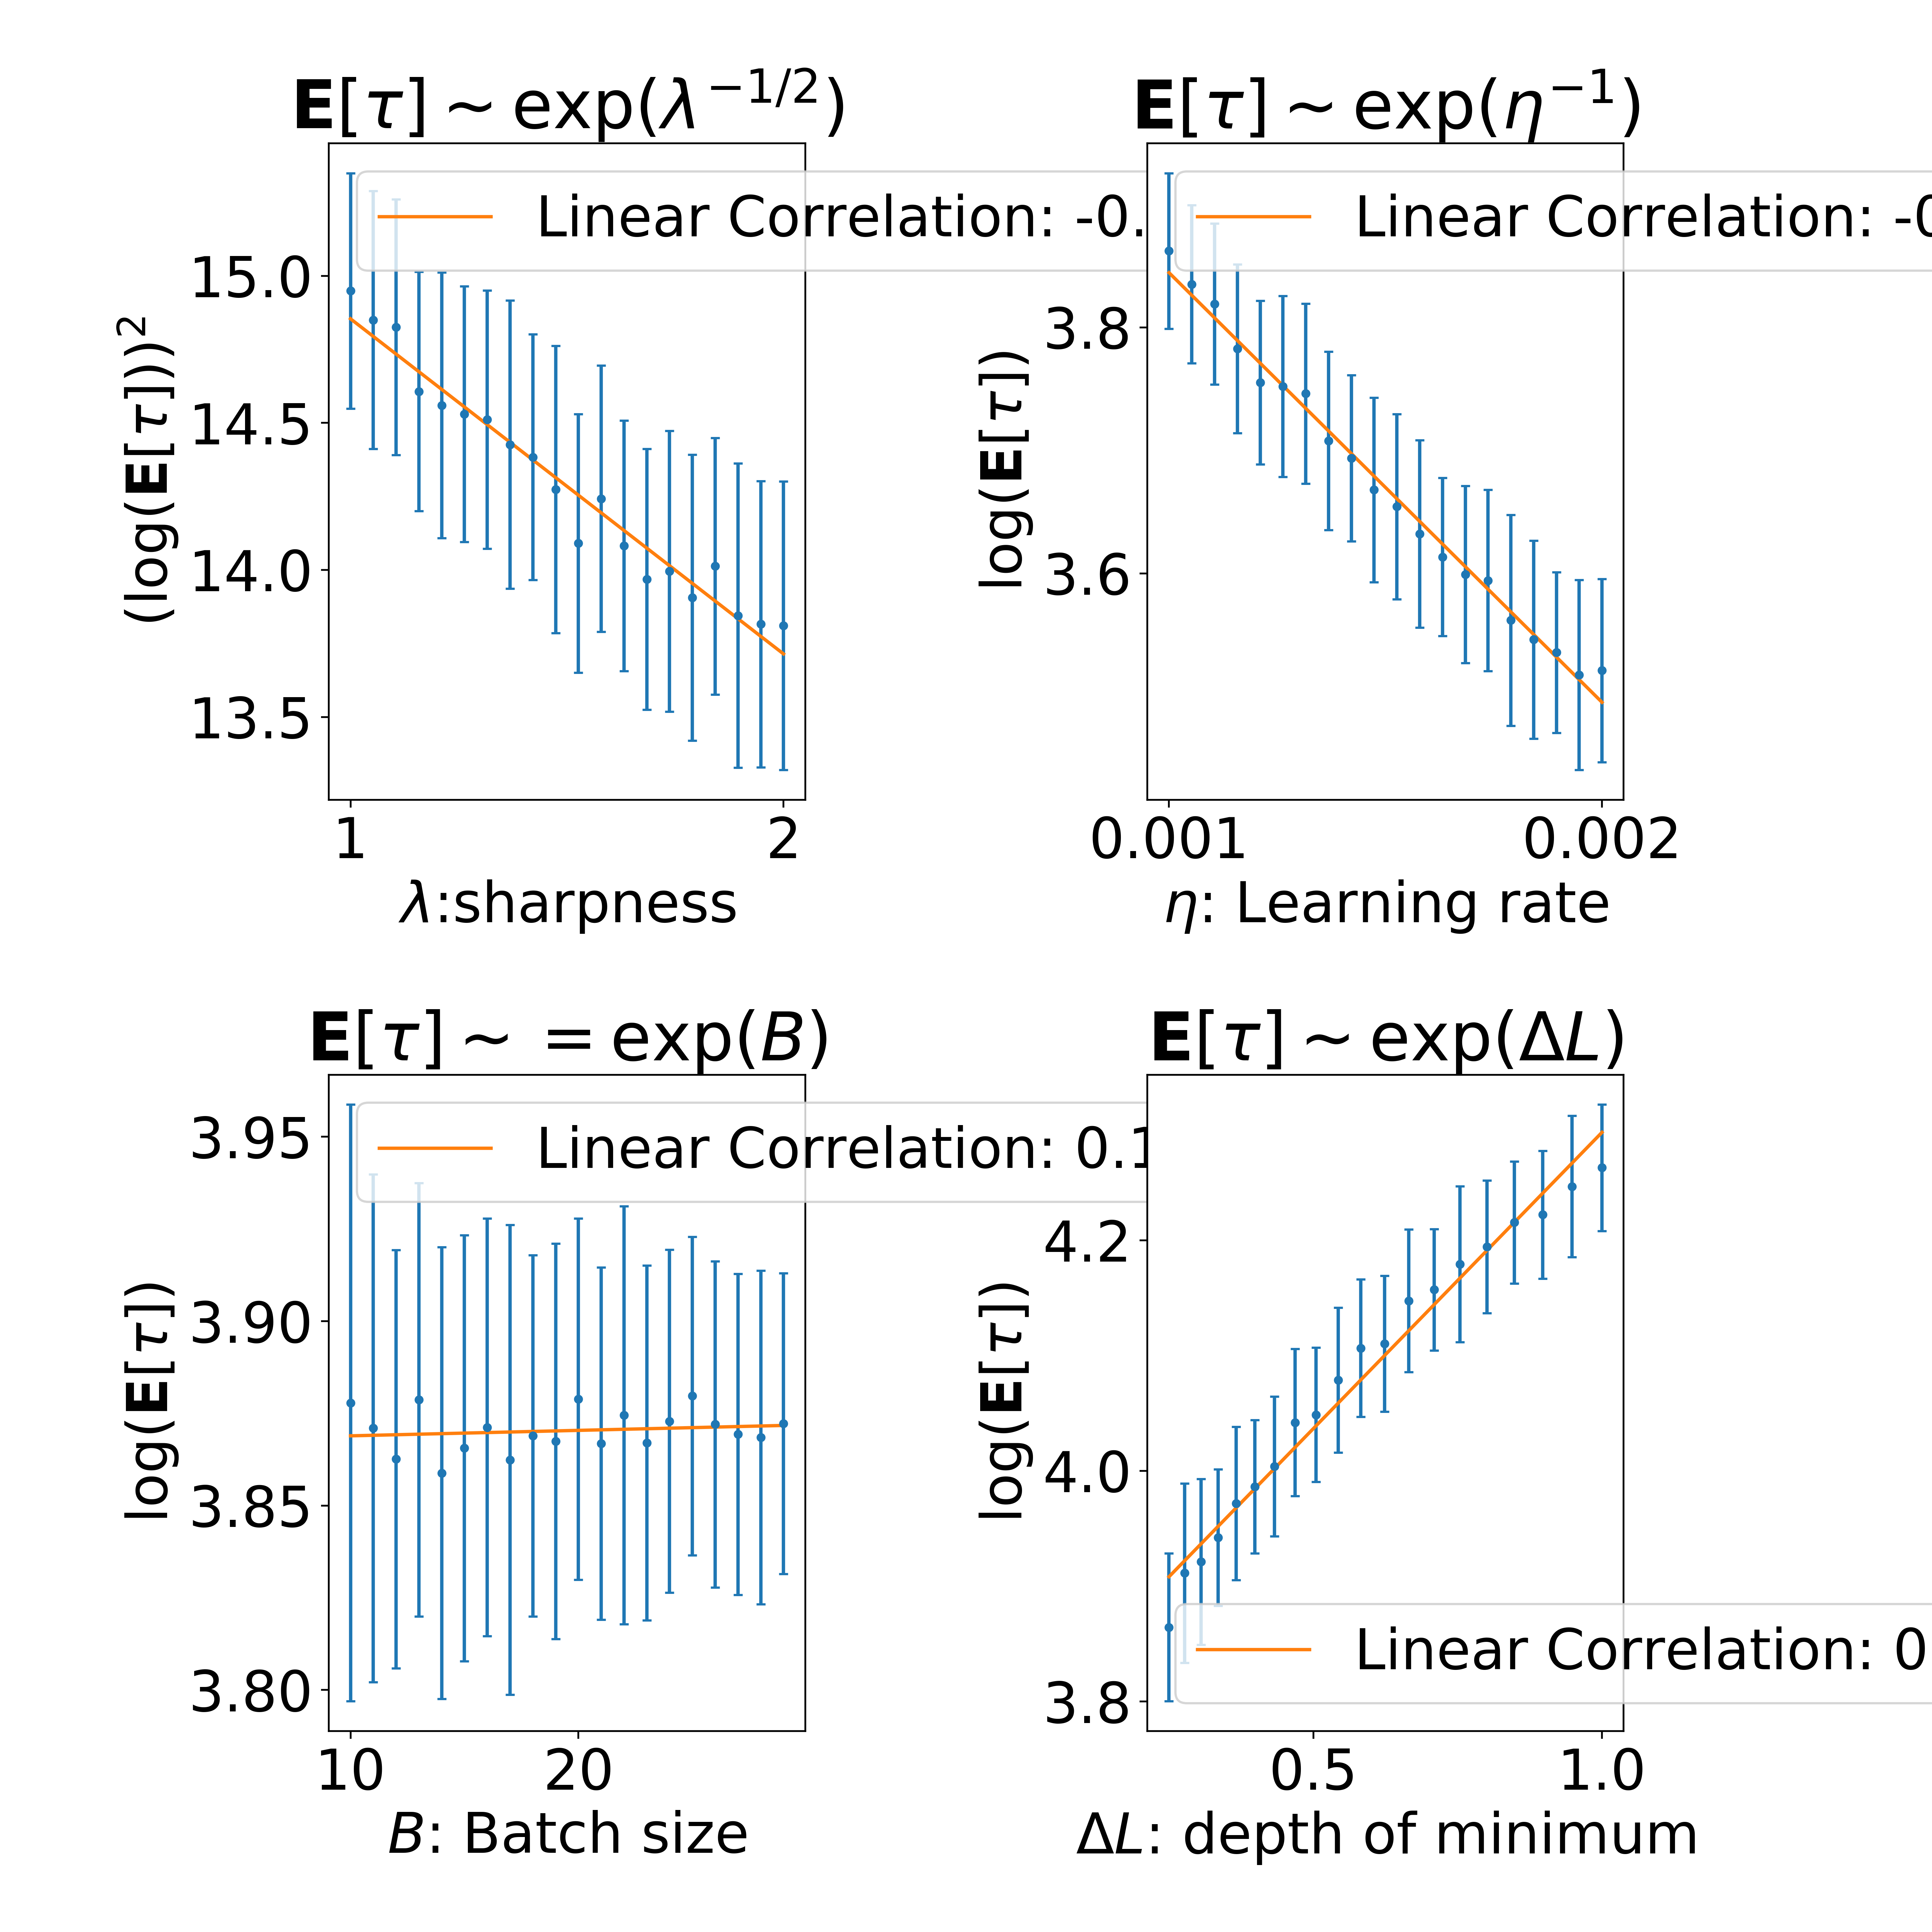 E[τ] ∼ exp(λ^{−1/2})
Linear Correlation: -0.
15.0
14.5
14.0
13.5
(log(E[τ]))²
1 2
λ:sharpness
E[τ] ∼ exp(η^{−1})
Linear Correlation: -0
3.8
3.6
log(E[τ])
0.001 0.002
η: Learning rate
E[τ] ∼ = exp(B)
Linear Correlation: 0.1
3.95
3.90
3.85
3.80
log(E[τ])
10 20
B: Batch size
E[τ] ∼ exp(ΔL)
4.2
4.0
3.8
log(E[τ])
Linear Correlation: 0
0.5 1.0
ΔL: depth of minimum